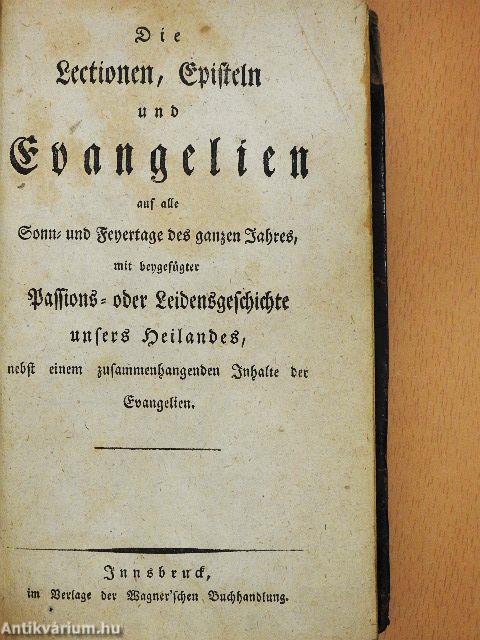 Die
Lectionen, Episteln
und
Evangelien
auf alle
Sonn- und Feyertage des ganzen Jahres,
mit beygefügter
Passions- oder Leidensgeschichte
unsers Heilandes,
nebst einem zusammenhangenden Inhalte der
Evangelien.
Innsbruck,
im Verlage der Wagner'schen Buchhandlung.
Antikvárium.hu